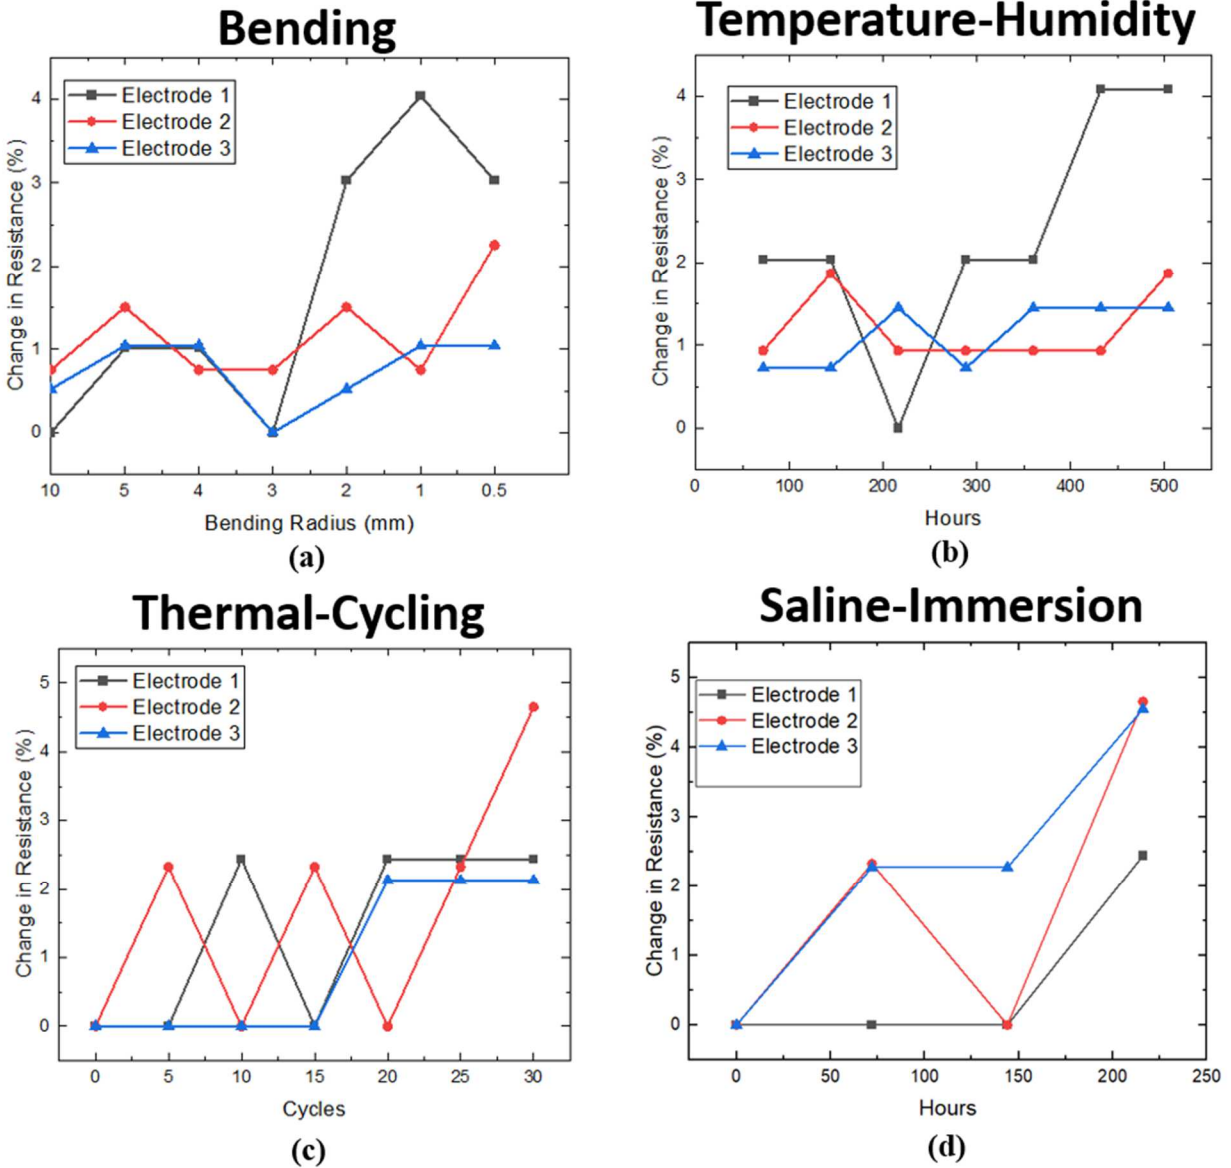 Bending
Electrode 1
Electrode 2
Electrode 3
Change in Resistance (%)
4
3
2
1
0
10 5 4 3 2 1 0.5
Bending Radius (mm)
(a)
Temperature-Humidity
Electrode 1
Electrode 2
Electrode 3
Change in Resistance (%)
4
3
2
1
0
0 100 200 300 400 500
Hours
(b)
Thermal-Cycling
Electrode 1
Electrode 2
Electrode 3
Change in Resistance (%)
5
4
3
2
1
0
0 5 10 15 20 25 30
Cycles
(c)
Saline-Immersion
Electrode 1
Electrode 2
Electrode 3
Change in Resistance (%)
5
4
3
2
1
0
0 50 100 150 200 250
Hours
(d)